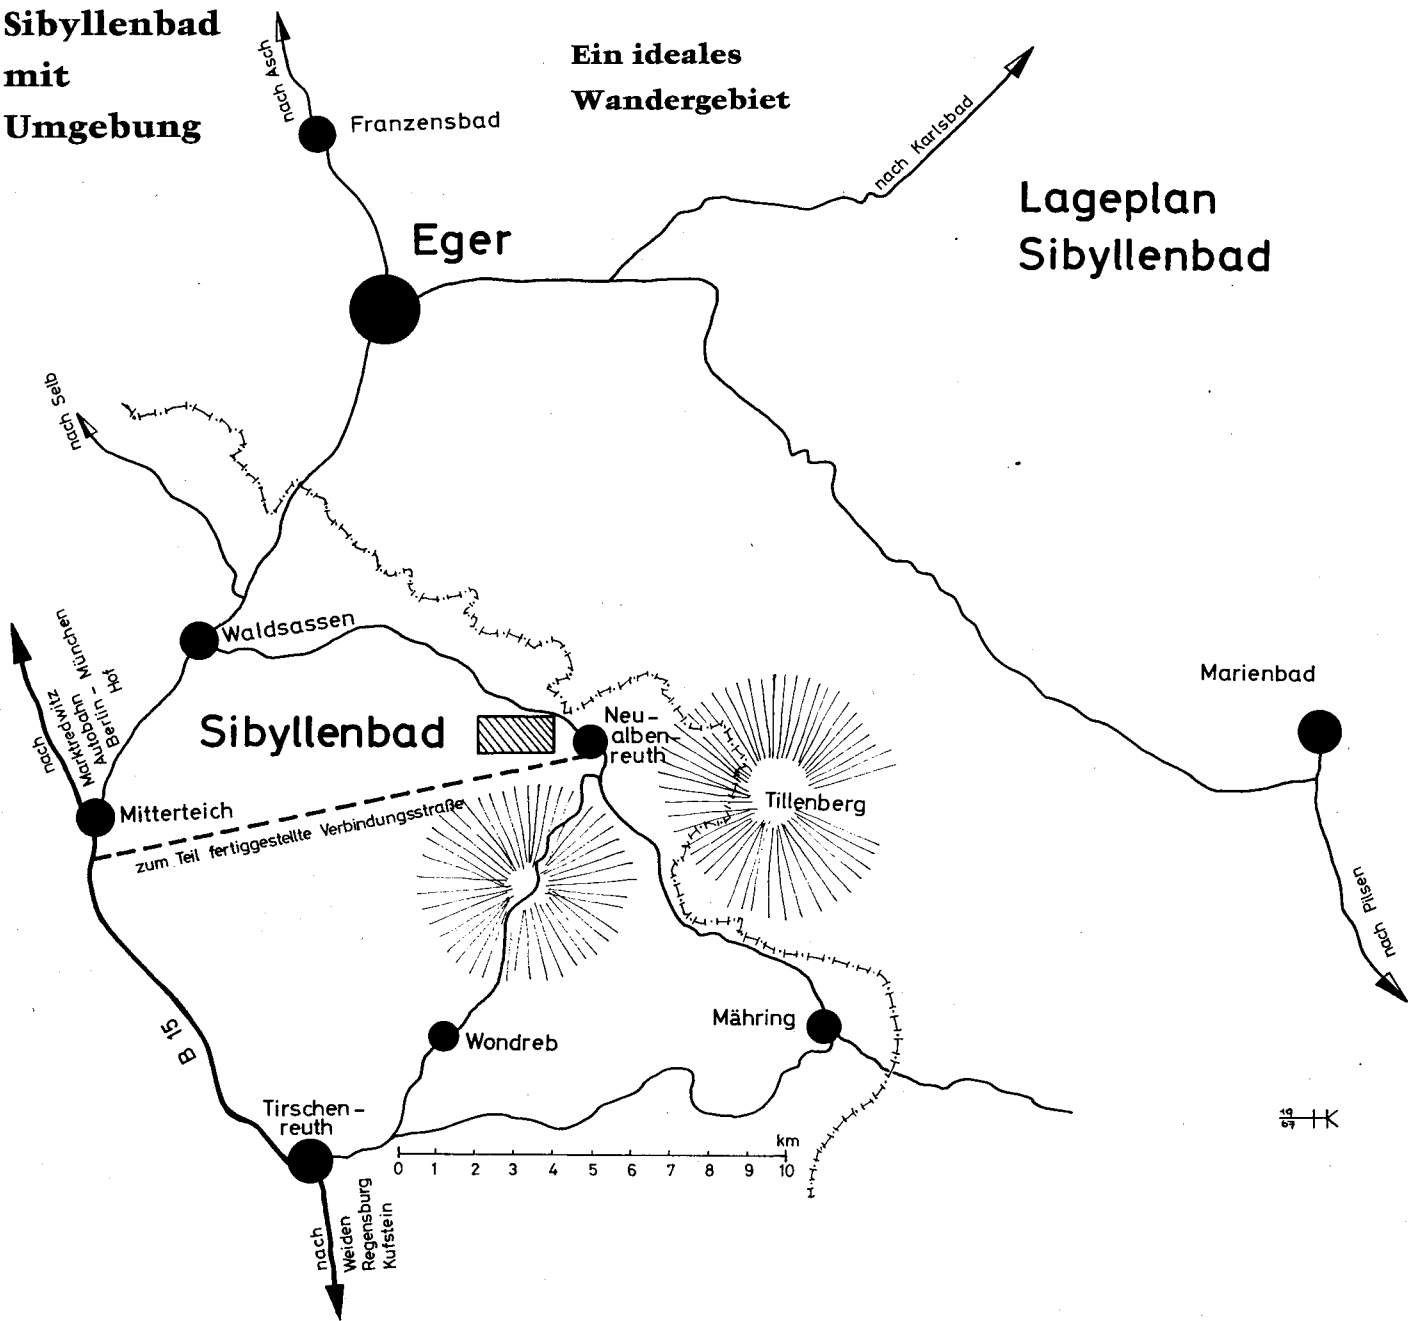 Sibyllenbad
mit
Umgebung
Ein ideales
Wandergebiet
Lageplan
Sibyllenbad
nach Asch
Franzensbad
nach Karlsbad
Eger
nach Selb
Waldsassen
nach
Marktredwitz
Autobahn
Berlin - München
Hof
Sibyllenbad
Neu-
alben-
reuth
Marienbad
Mitterteich
zum Teil fertiggestellte Verbindungsstraße
Tillenberg
nach Pilsen
B 15
Wondreb
Mähring
Tirschen-
reuth
km
0 1 2 3 4 5 6 7 8 9 10
nach
Weiden
Regensburg
Kufstein
19
67
HK